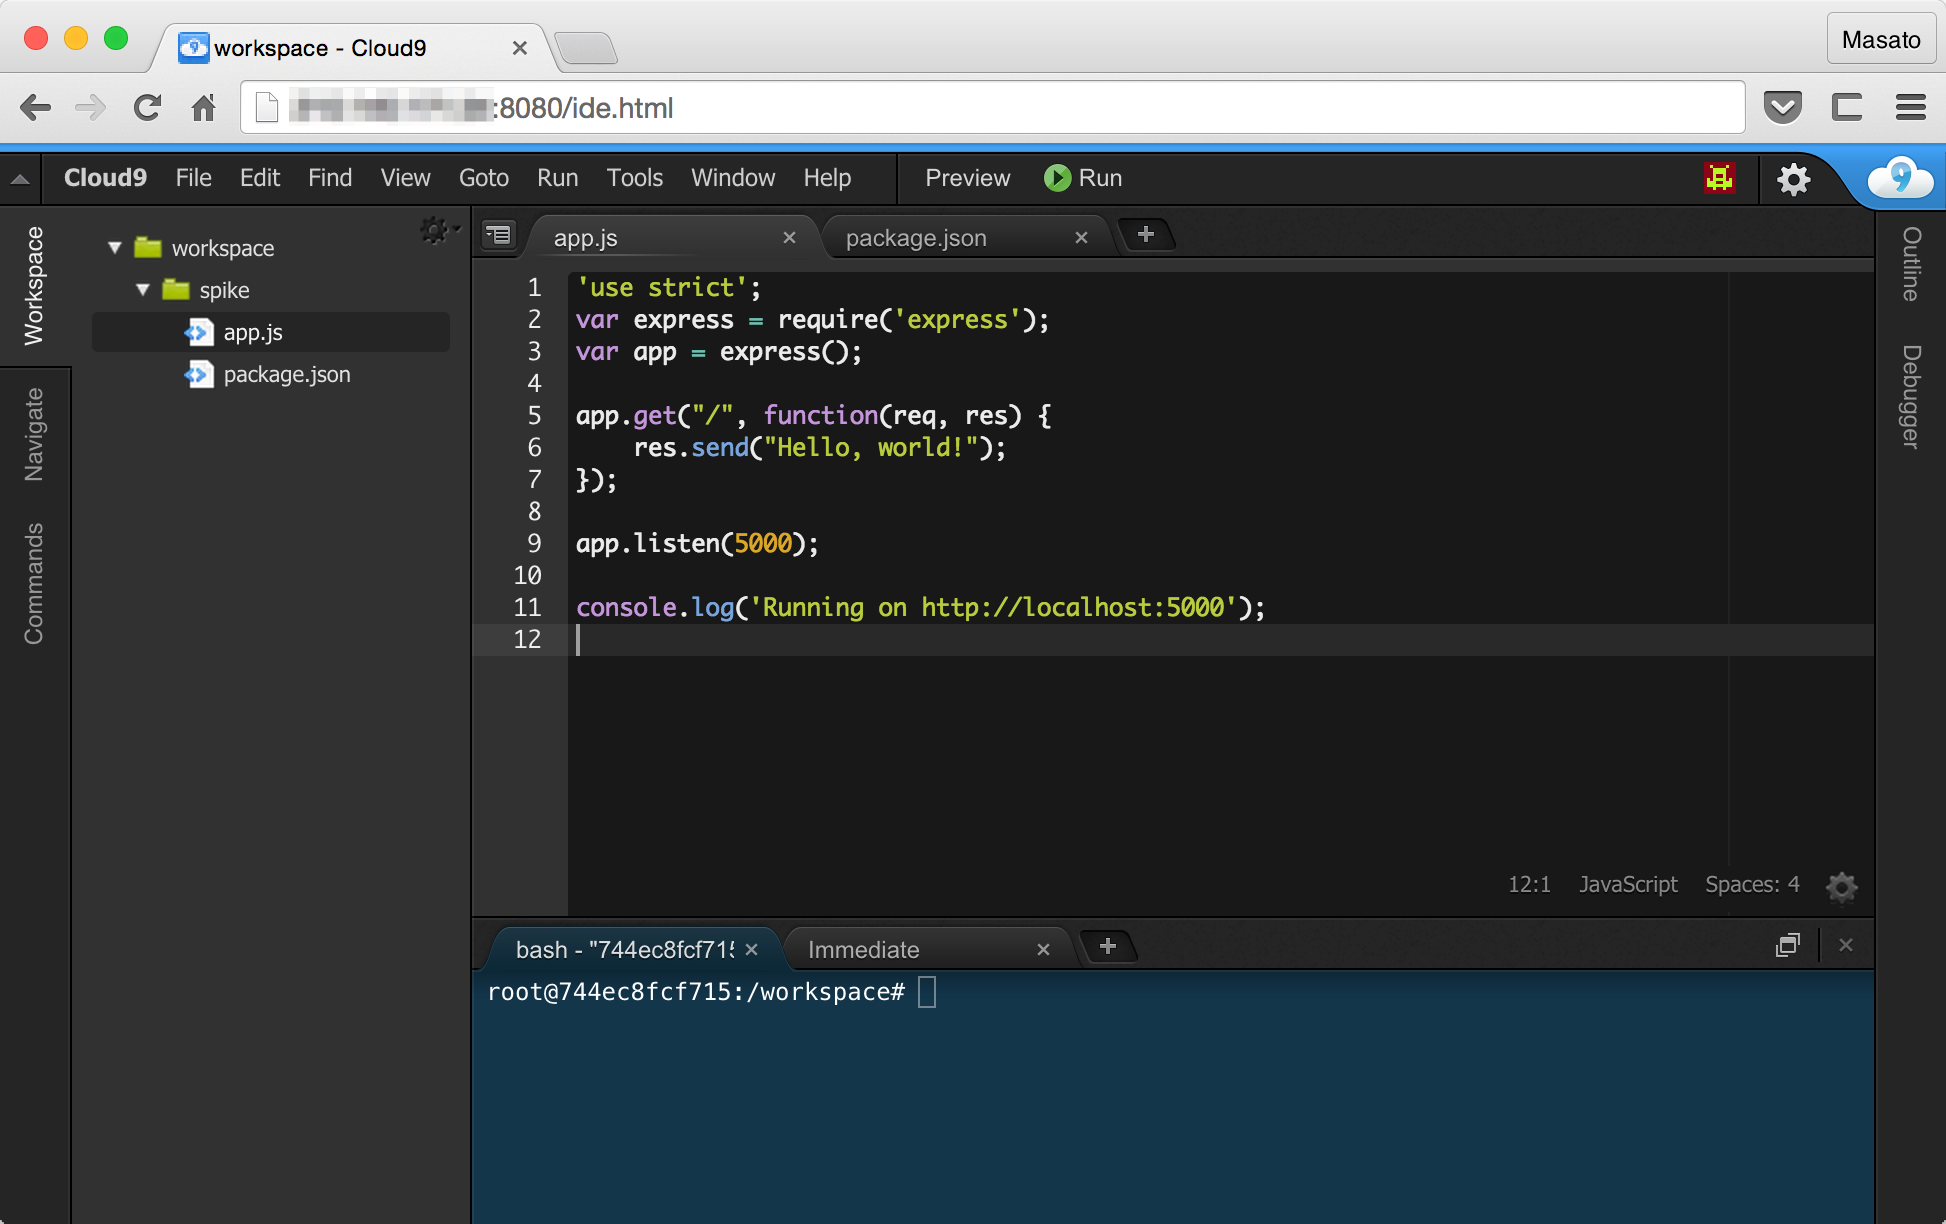 workspace - Cloud9
Masato
:8080/ide.html
Cloud9 File Edit Find View Goto Run Tools Window Help Preview Run
9
Workspace
Navigate
Commands
workspace
spike
app.js
package.json
app.js package.json
1 'use strict';
2 var express = require('express');
3 var app = express();
4
5 app.get("/", function(req, res) {
6     res.send("Hello, world!");
7 });
8
9 app.listen(5000);
10
11 console.log('Running on http://localhost:5000');
12
12:1 JavaScript Spaces: 4
Outline
Debugger
bash - "744ec8fcf715 Immediate
root@744ec8fcf715:/workspace#